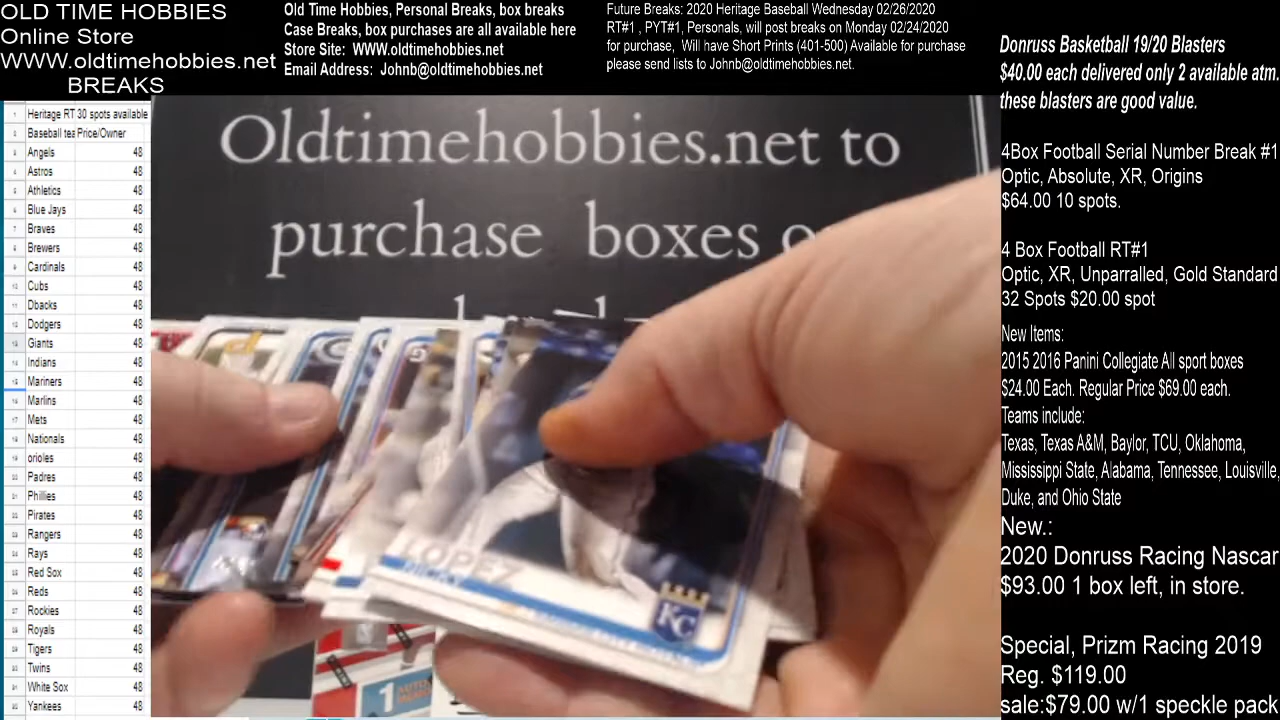 OLD TIME HOBBIES
Online Store
WWW.oldtimehobbies.net
BREAKS
Old Time Hobbies, Personal Breaks, box breaks
Case Breaks, box purchases are all available here
Store Site: WWW.oldtimehobbies.net
Email Address: Johnb@oldtimehobbies.net
Future Breaks: 2020 Heritage Baseball Wednesday 02/26/2020
RT#1 , PYT#1, Personals, will post breaks on Monday 02/24/2020
for purchase, Will have Short Prints (401-500) Available for purchase
please send lists to Johnb@oldtimehobbies.net.
Heritage RT 30 spots available
Baseball tea Price/Owner
Angels 48
Astros 48
Athletics 48
Blue Jays 48
Braves 48
Brewers 48
Cardinals 48
Cubs 48
Dbacks 48
Dodgers 48
Giants 48
Indians 48
Mariners 48
Marlins 48
Mets 48
Nationals 48
orioles 48
Padres 48
Phillies 48
Pirates 48
Rangers 48
Rays 48
Red Sox 48
Reds 48
Rockies 48
Royals 48
Tigers 48
Twins 48
White Sox 48
Yankees 48
Oldtimehobbies.net to
purchase boxes
KC
1
Donruss Basketball 19/20 Blasters
$40.00 each delivered only 2 available atm.
these blasters are good value.
4Box Football Serial Number Break #1
Optic, Absolute, XR, Origins
$64.00 10 spots.
4 Box Football RT#1
Optic, XR, Unparralled, Gold Standard
32 Spots $20.00 spot
New Items:
2015 2016 Panini Collegiate All sport boxes
$24.00 Each. Regular Price $69.00 each.
Teams include:
Texas, Texas A&M, Baylor, TCU, Oklahoma,
Mississippi State, Alabama, Tennessee, Louisville,
Duke, and Ohio State
New.:
2020 Donruss Racing Nascar
$93.00 1 box left, in store.
Special, Prizm Racing 2019
Reg. $119.00
sale:$79.00 w/1 speckle pack